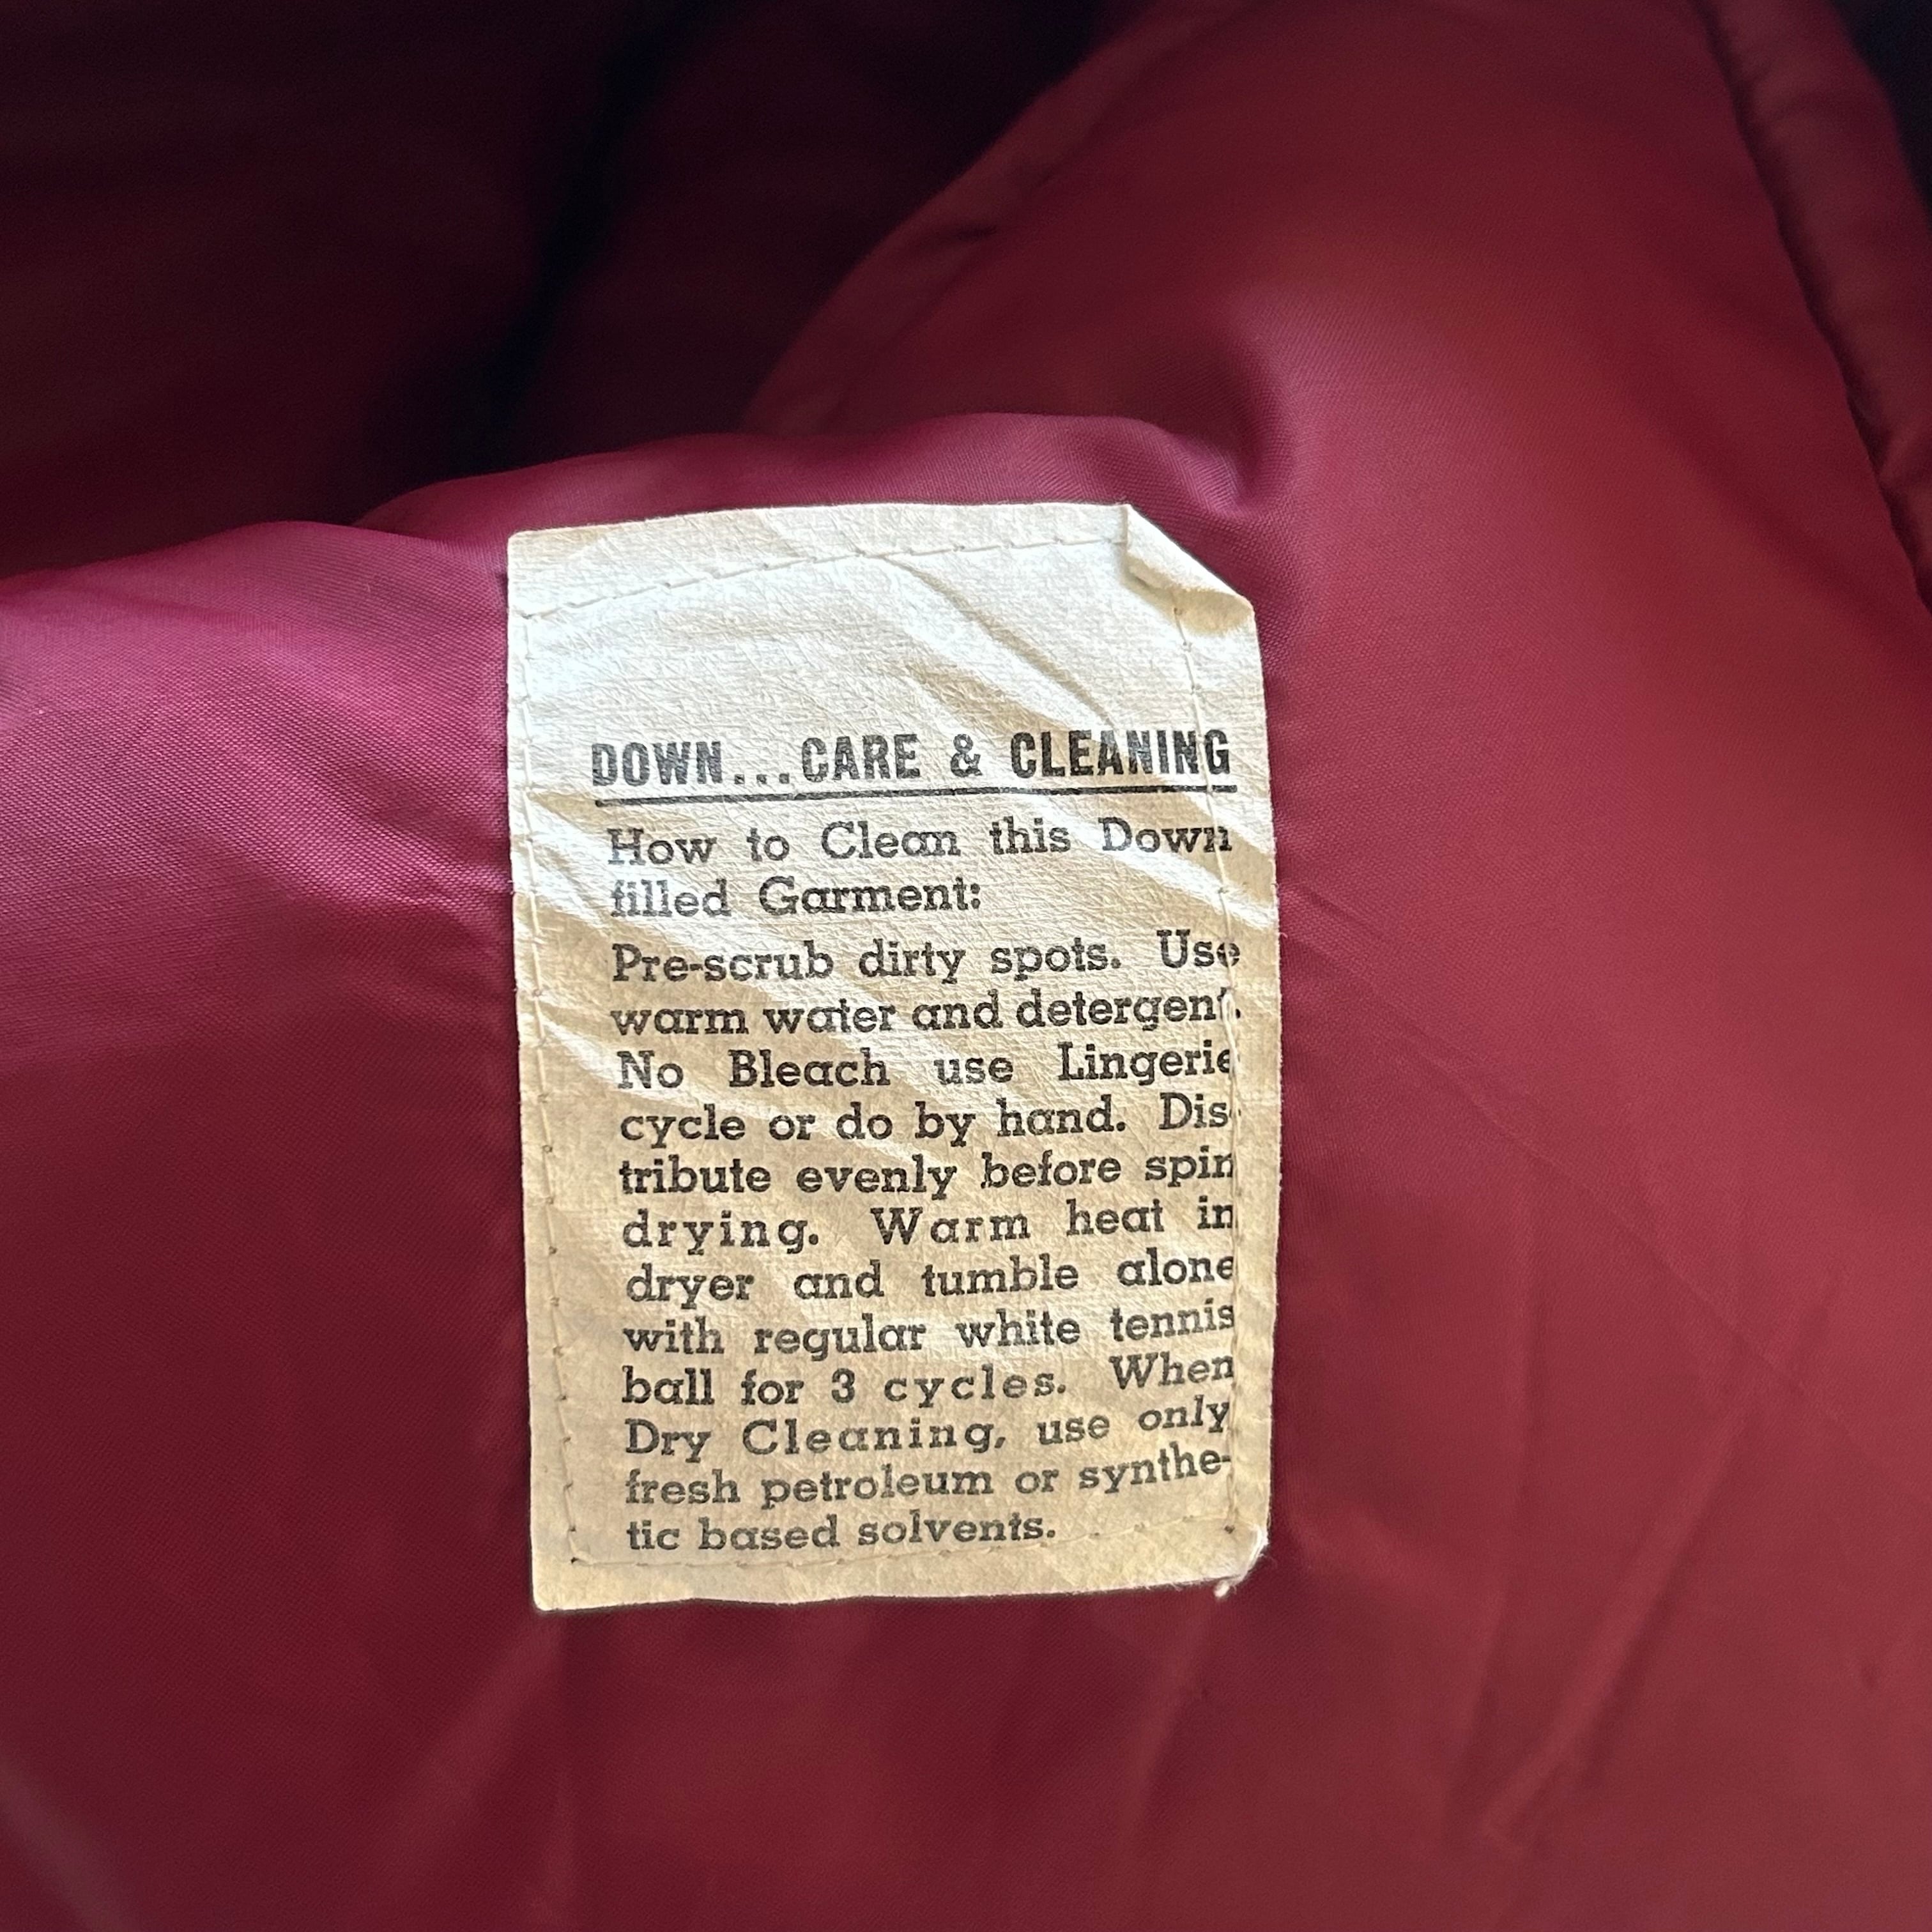 DOWN...CARE & CLEANING
How to Clean this Down
filled Garment:
Pre-scrub dirty spots. Use
warm water and detergent.
No Bleach use Lingerie
cycle or do by hand. Dis-
tribute evenly before spin
drying. Warm heat in
dryer and tumble alone
with regular white tennis
ball for 3 cycles. When
Dry Cleaning, use only
fresh petroleum or synthe-
tic based solvents.